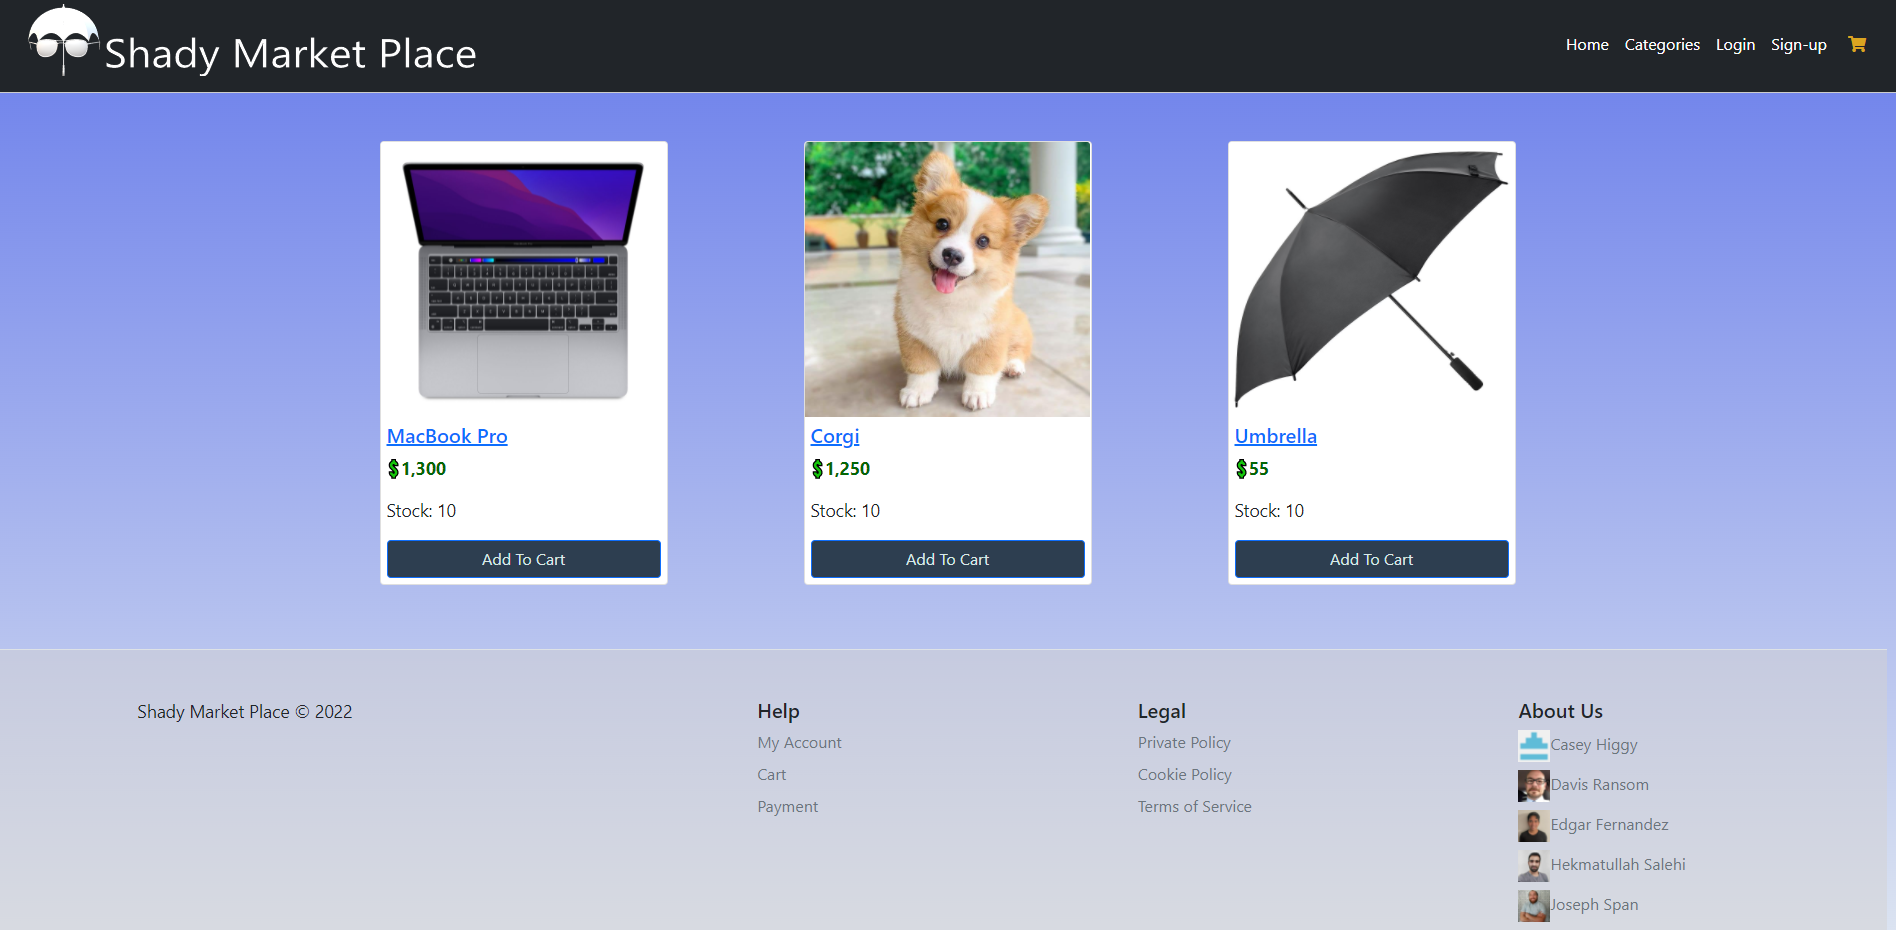 Shady Market Place
Home Categories Login Sign-up
MacBook Pro
$1,300
Stock: 10
Add To Cart
Corgi
$1,250
Stock: 10
Add To Cart
Umbrella
$55
Stock: 10
Add To Cart
Shady Market Place © 2022
Help
My Account
Cart
Payment
Legal
Private Policy
Cookie Policy
Terms of Service
About Us
Casey Higgy
Davis Ransom
Edgar Fernandez
Hekmatullah Salehi
Joseph Span